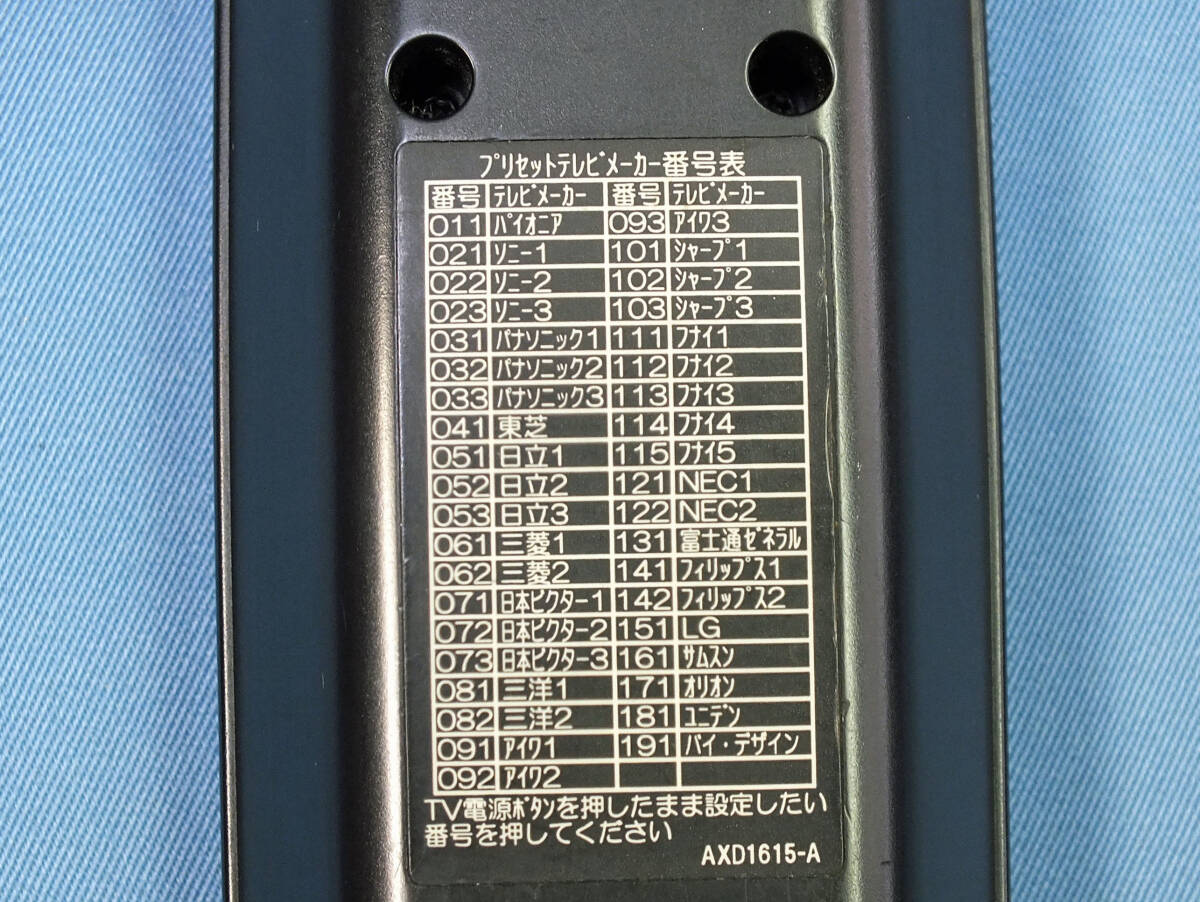 プリセットテレビメーカー番号表
番号 テレビメーカー 番号 テレビメーカー
011 パイオニア 093 アイワ3
021 ソニー1 101 シャープ1
022 ソニー2 102 シャープ2
023 ソニー3 103 シャープ3
031 パナソニック1 111 フナイ1
032 パナソニック2 112 フナイ2
033 パナソニック3 113 フナイ3
041 東芝 114 フナイ4
051 日立1 115 フナイ5
052 日立2 121 NEC1
053 日立3 122 NEC2
061 三菱1 131 富士通ゼネラル
062 三菱2 141 フィリップス1
071 日本ビクター1 142 フィリップス2
072 日本ビクター2 151 LG
073 日本ビクター3 161 サムスン
081 三洋1 171 オリオン
082 三洋2 181 ユニデン
091 アイワ1 191 バイ・デザイン
092 アイワ2
TV電源ボタンを押したまま設定したい
番号を押してください
AXD1615-A